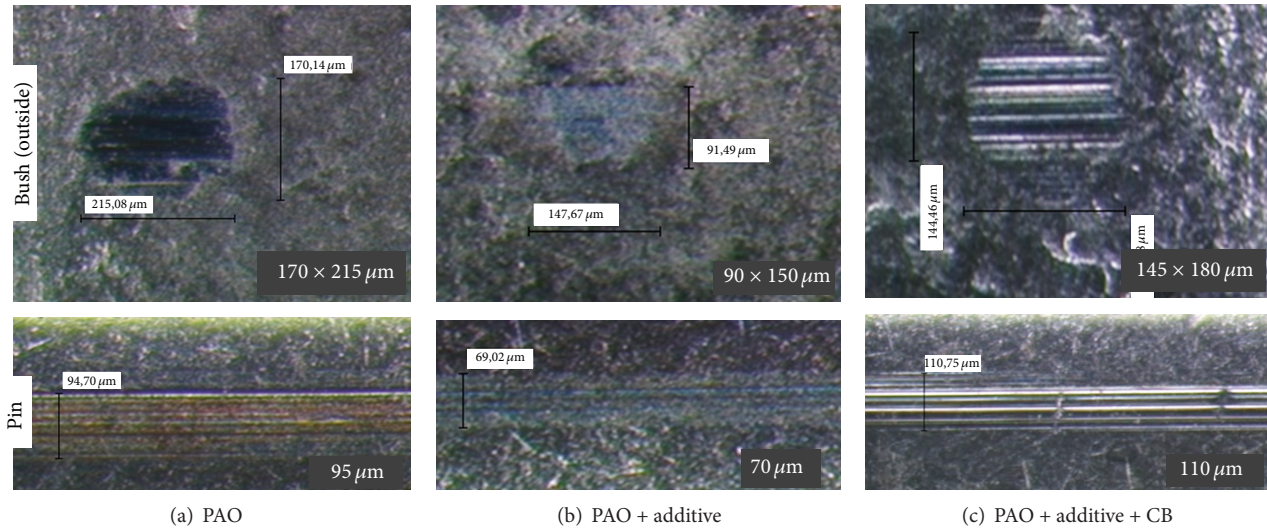 Bush (outside)
170,14 μm
215,08 μm
170 × 215 μm
91,49 μm
147,67 μm
90 × 150 μm
144,46 μm
145 × 180 μm
Pin
94,70 μm
95 μm
69,02 μm
70 μm
110,75 μm
110 μm
(a) PAO
(b) PAO + additive
(c) PAO + additive + CB